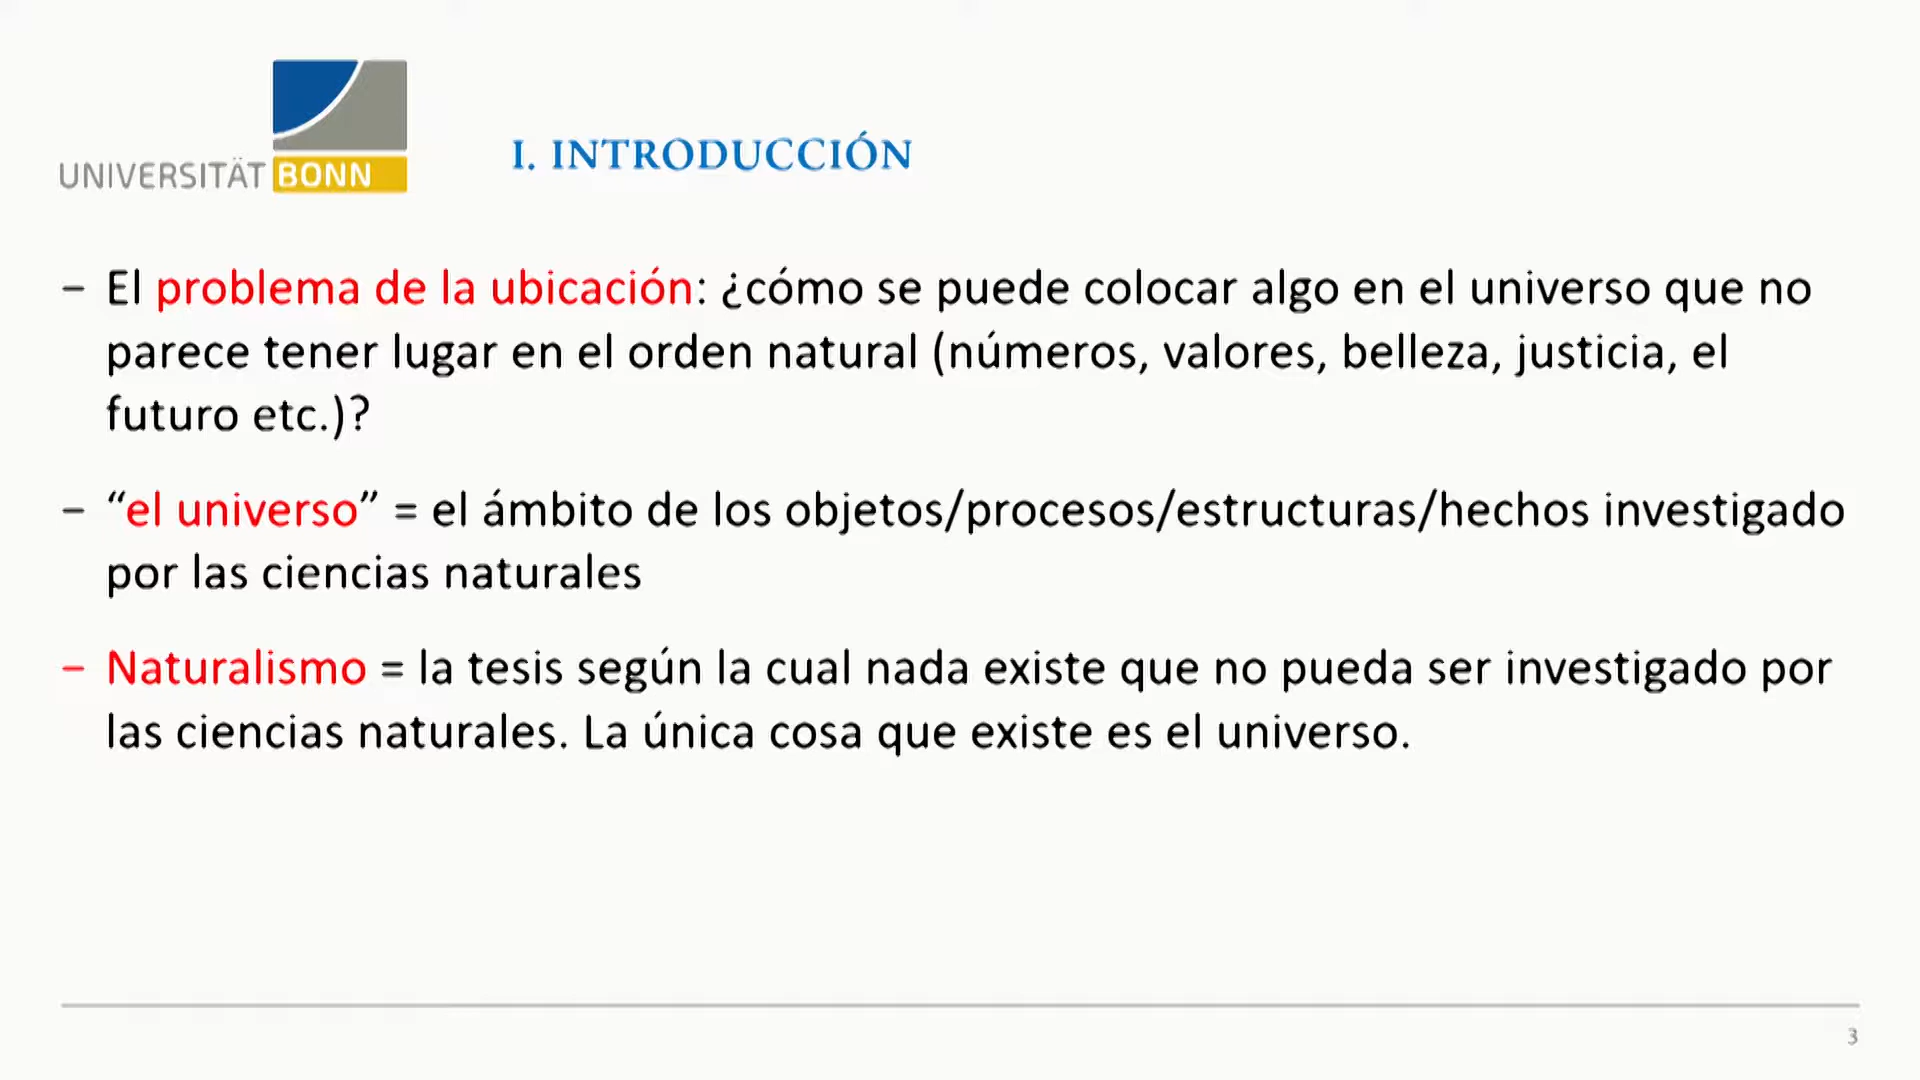 UNIVERSITÄT BONN
I. INTRODUCCIÓN
– El problema de la ubicación: ¿cómo se puede colocar algo en el universo que no
parece tener lugar en el orden natural (números, valores, belleza, justicia, el
futuro etc.)?
– “el universo” = el ámbito de los objetos/procesos/estructuras/hechos investigado
por las ciencias naturales
– Naturalismo = la tesis según la cual nada existe que no pueda ser investigado por
las ciencias naturales. La única cosa que existe es el universo.
3